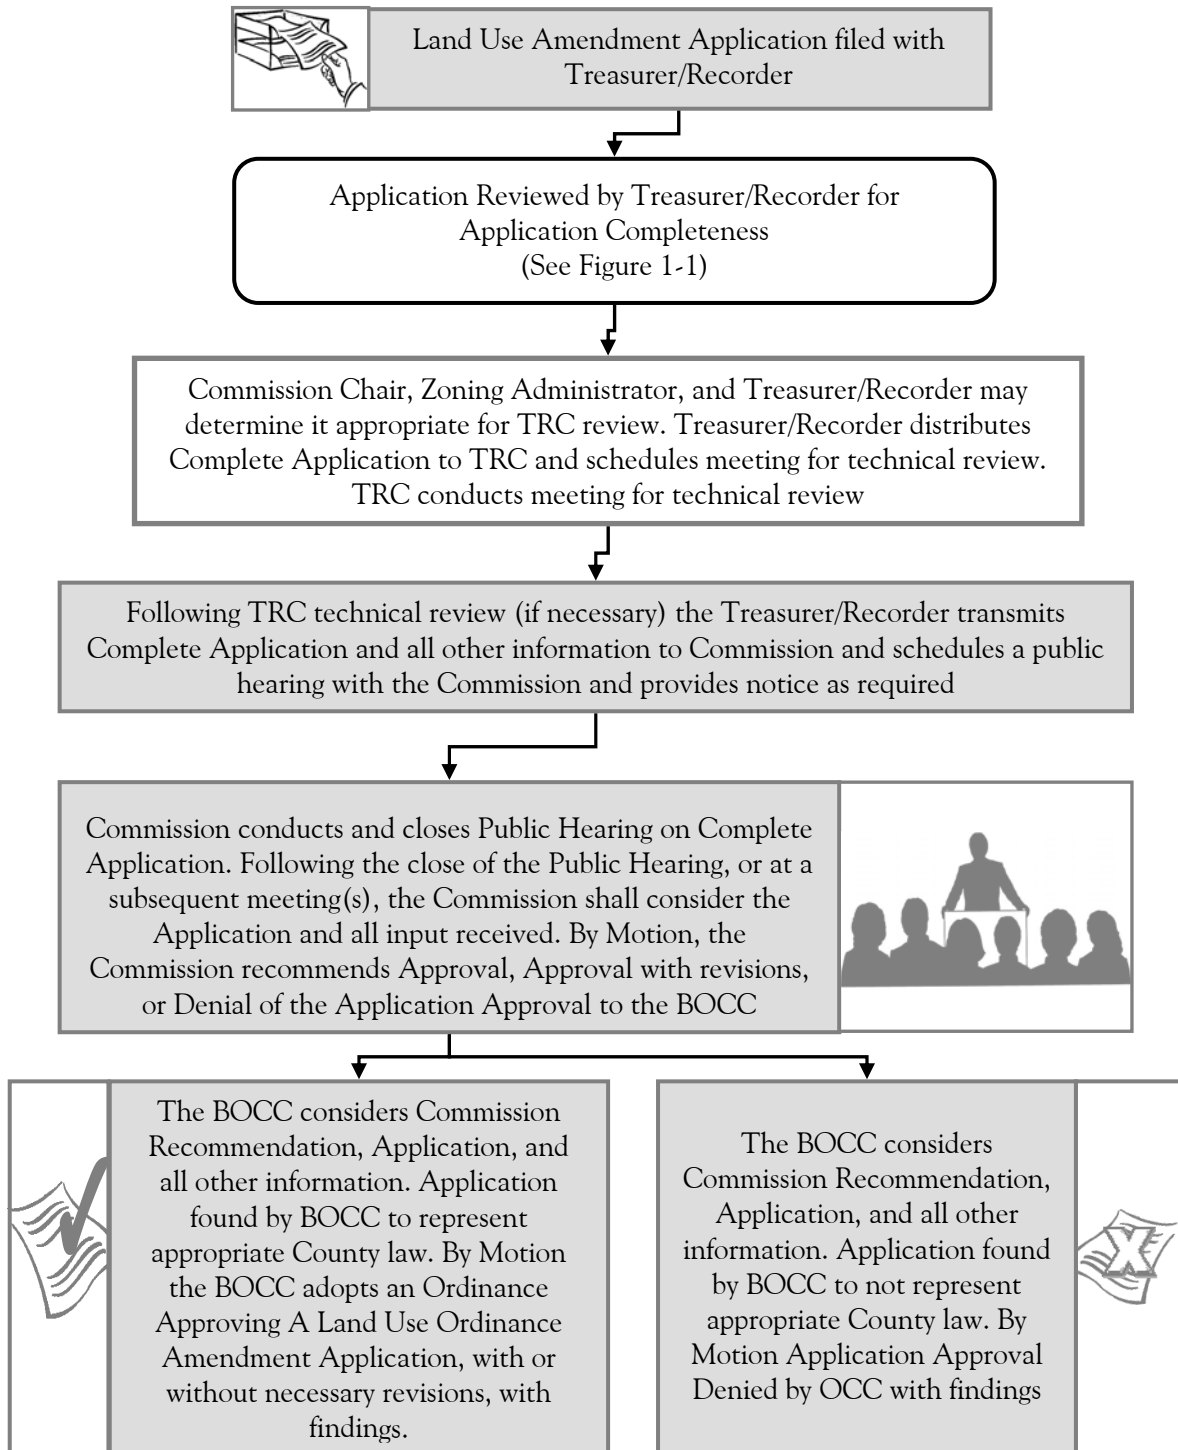 Land Use Amendment Application filed with
Treasurer/Recorder
Application Reviewed by Treasurer/Recorder for
Application Completeness
(See Figure 1-1)
Commission Chair, Zoning Administrator, and Treasurer/Recorder may
determine it appropriate for TRC review. Treasurer/Recorder distributes
Complete Application to TRC and schedules meeting for technical review.
TRC conducts meeting for technical review
Following TRC technical review (if necessary) the Treasurer/Recorder transmits
Complete Application and all other information to Commission and schedules a public
hearing with the Commission and provides notice as required
Commission conducts and closes Public Hearing on Complete
Application. Following the close of the Public Hearing, or at a
subsequent meeting(s), the Commission shall consider the
Application and all input received. By Motion, the
Commission recommends Approval, Approval with revisions,
or Denial of the Application Approval to the BOCC
The BOCC considers Commission
Recommendation, Application, and
all other information. Application
found by BOCC to represent
appropriate County law. By Motion
the BOCC adopts an Ordinance
Approving A Land Use Ordinance
Amendment Application, with or
without necessary revisions, with
findings.
The BOCC considers
Commission Recommendation,
Application, and all other
information. Application found
by BOCC to not represent
appropriate County law. By
Motion Application Approval
Denied by OCC with findings
X